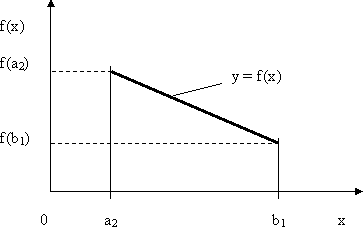 f(x)
f(a₂)
y = f(x)
f(b₁)
0 a₂ b₁ x